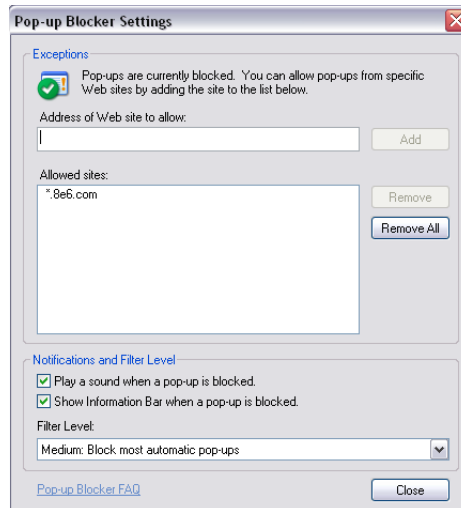 Pop-up Blocker Settings
Exceptions
Pop-ups are currently blocked. You can allow pop-ups from specific
Web sites by adding the site to the list below.
Address of Web site to allow:
Add
Allowed sites:
*.8e6.com
Remove
Remove All
Notifications and Filter Level
Play a sound when a pop-up is blocked.
Show Information Bar when a pop-up is blocked.
Filter Level:
Medium: Block most automatic pop-ups
Pop-up Blocker FAQ
Close